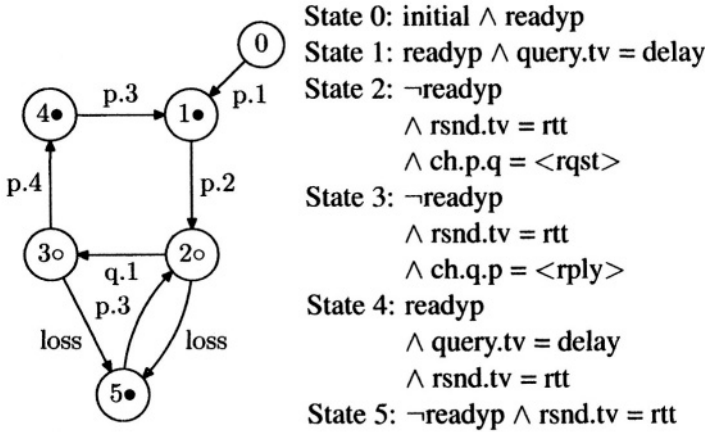 0
p.1
4●
p.3
1●
p.4
p.2
3○
q.1
2○
p.3
loss
loss
5●
State 0: initial ∧ readyp
State 1: readyp ∧ query.tv = delay
State 2: ¬readyp
∧ rsnd.tv = rtt
∧ ch.p.q = <rqst>
State 3: ¬readyp
∧ rsnd.tv = rtt
∧ ch.q.p = <rply>
State 4: readyp
∧ query.tv = delay
∧ rsnd.tv = rtt
State 5: ¬readyp ∧ rsnd.tv = rtt